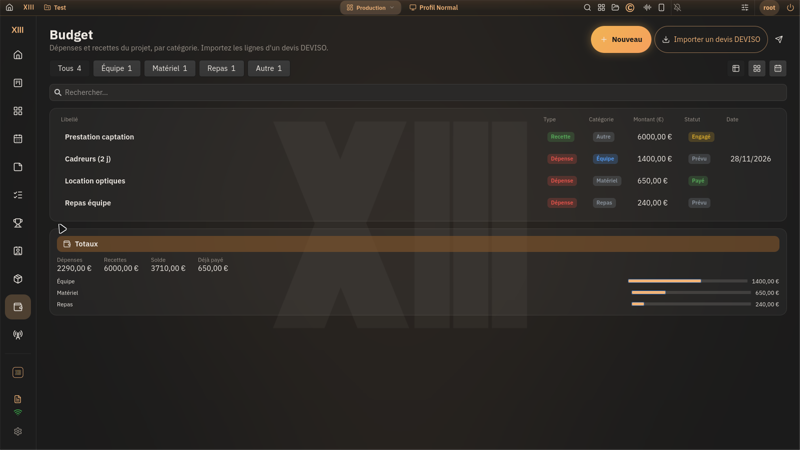 XIII
Test
Production
Profil Normal
root
XIII
Budget
Dépenses et recettes du projet, par catégorie. Importez les lignes d'un devis DEVISO.
+ Nouveau
Importer un devis DEVISO
Tous 4
Équipe 1
Matériel 1
Repas 1
Autre 1
Rechercher...
Libellé Type Catégorie Montant (€) Statut Date
Prestation captation Recette Autre 6000,00 € Engagé
Cadreurs (2 j) Dépense Équipe 1400,00 € Prévu 28/11/2026
Location optiques Dépense Matériel 650,00 € Payé
Repas équipe Dépense Repas 240,00 € Prévu
XIII
Totaux
Dépenses Recettes Solde Déjà payé
2290,00 € 6000,00 € 3710,00 € 650,00 €
Équipe 1400,00 €
Matériel 650,00 €
Repas 240,00 €